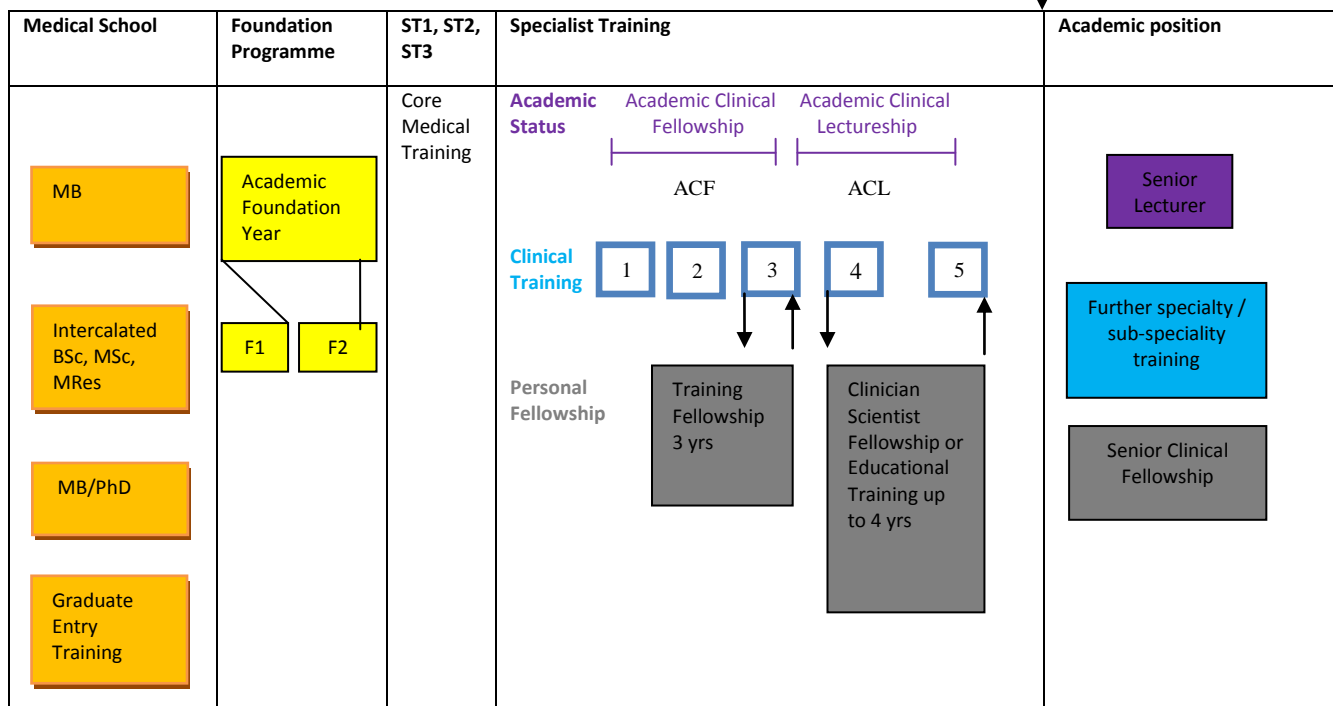 Medical School
Foundation
Programme
ST1, ST2,
ST3
Specialist Training
Academic position
MB
Intercalated
BSc, MSc,
MRes
MB/PhD
Graduate
Entry
Training
Academic
Foundation
Year
F1
F2
Core
Medical
Training
Academic
Status
Academic Clinical
Fellowship
Academic Clinical
Lectureship
ACF
ACL
Clinical
Training
1
2
3
4
5
Personal
Fellowship
Training
Fellowship
3 yrs
Clinician
Scientist
Fellowship or
Educational
Training up
to 4 yrs
Senior
Lecturer
Further specialty /
sub-speciality
training
Senior Clinical
Fellowship